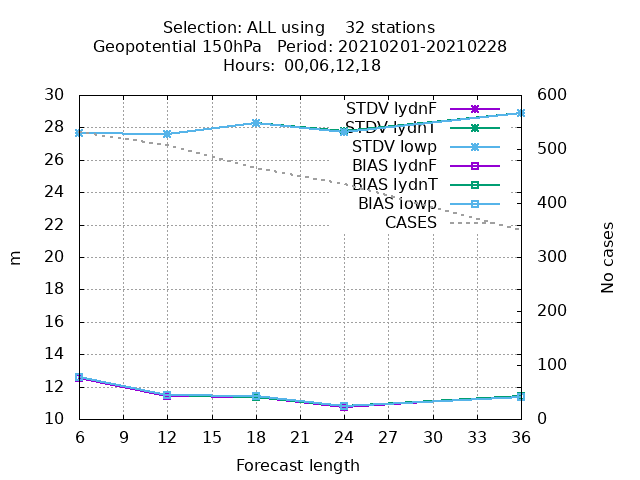 Selection: ALL using 32 stations
Geopotential 150hPa Period: 20210201-20210228
Hours: 00,06,12,18
30
28
26
24
22
20
18
16
14
12
10
m
STDV lydnF
STDV lydnT
STDV lowp
BIAS lydnF
BIAS lydnT
BIAS lowp
CASES
600
500
400
300
200
100
0
No cases
6 9 12 15 18 21 24 27 30 33 36
Forecast length